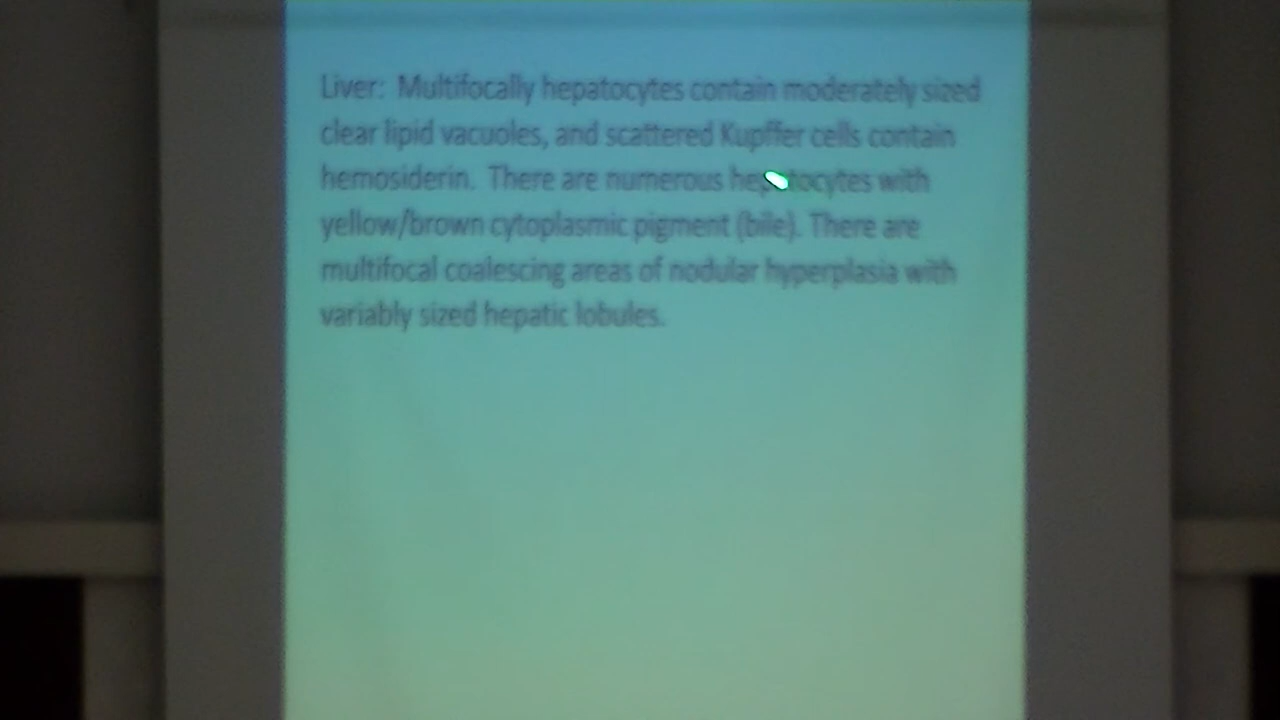 Liver: Multifocally hepatocytes contain moderately sized
clear lipid vacuoles, and scattered Kupffer cells contain
hemosiderin. There are numerous hepatocytes with
yellow/brown cytoplasmic pigment (bile). There are
multifocal coalescing areas of nodular hyperplasia with
variably sized hepatic lobules.